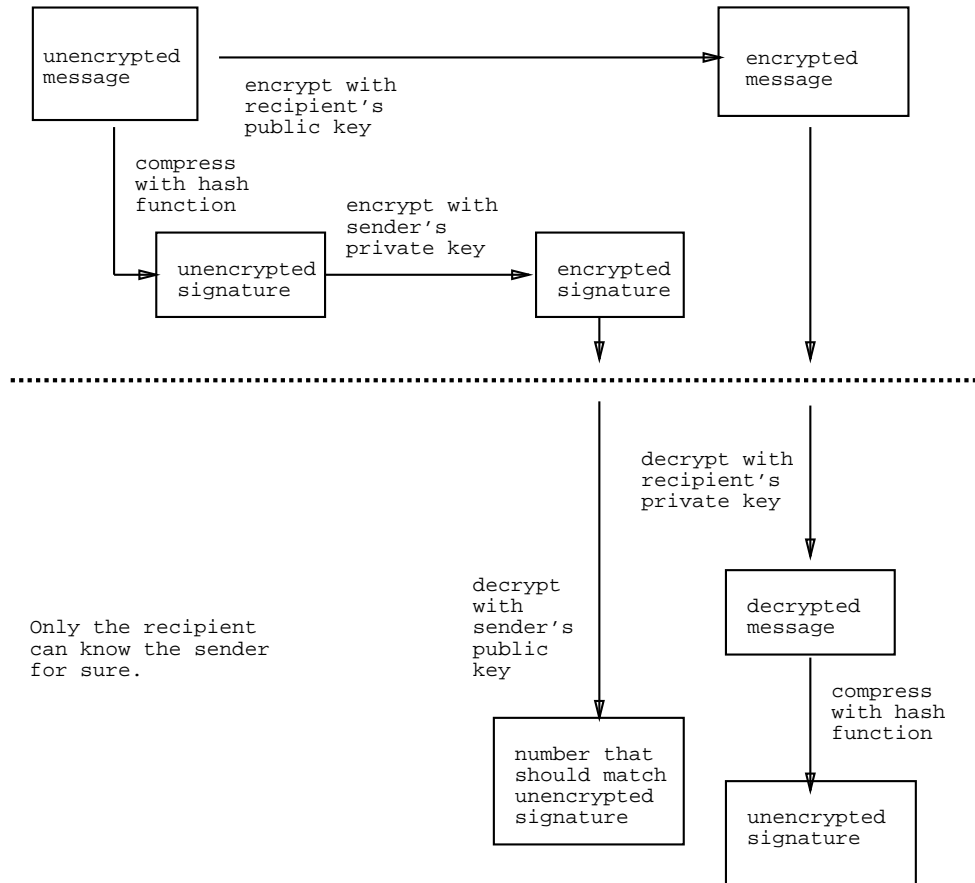 unencrypted
message
encrypt with
recipient's
public key
encrypted
message
compress
with hash
function
encrypt with
sender's
private key
unencrypted
signature
encrypted
signature
decrypt with
recipient's
private key
decrypt
with
sender's
public
key
decrypted
message
Only the recipient
can know the sender
for sure.
compress
with hash
function
number that
should match
unencrypted
signature
unencrypted
signature